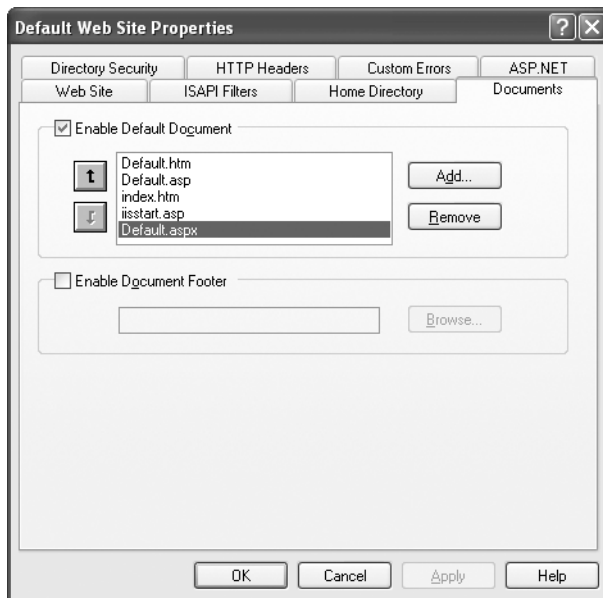 Default Web Site Properties
Directory Security HTTP Headers Custom Errors ASP.NET
Web Site ISAPI Filters Home Directory Documents
Enable Default Document
Default.htm
Default.asp
index.htm
iisstart.asp
Default.aspx
Add...
Remove
Enable Document Footer
Browse...
OK Cancel Apply Help